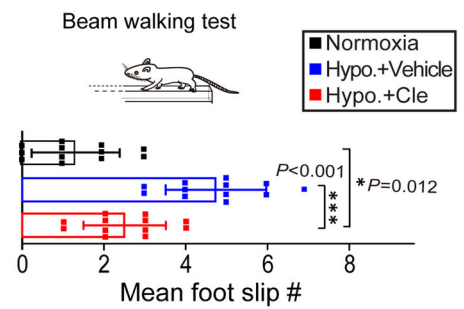 Beam walking test
Normoxia
Hypo.+Vehicle
Hypo.+Cle
P<0.001
***
*P=0.012
0 2 4 6 8
Mean foot slip #